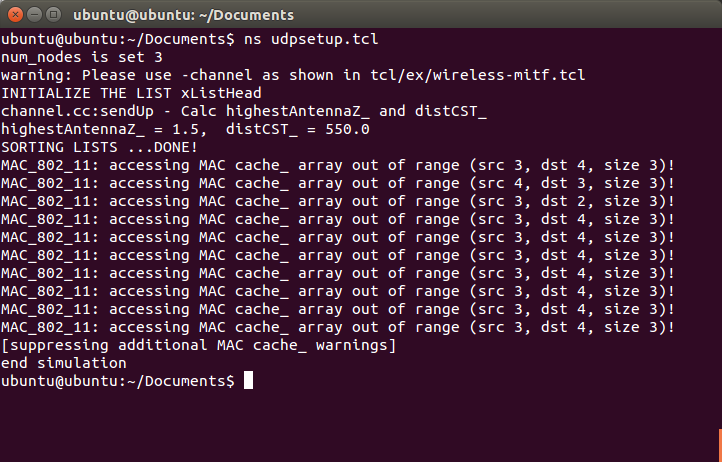 ubuntu@ubuntu: ~/Documents
ubuntu@ubuntu:~/Documents$ ns udpsetup.tcl
num_nodes is set 3
warning: Please use -channel as shown in tcl/ex/wireless-mitf.tcl
INITIALIZE THE LIST xListHead
channel.cc:sendUp - Calc highestAntennaZ_ and distCST_
highestAntennaZ_ = 1.5,  distCST_ = 550.0
SORTING LISTS ...DONE!
MAC_802_11: accessing MAC cache_ array out of range (src 3, dst 4, size 3)!
MAC_802_11: accessing MAC cache_ array out of range (src 4, dst 3, size 3)!
MAC_802_11: accessing MAC cache_ array out of range (src 3, dst 2, size 3)!
MAC_802_11: accessing MAC cache_ array out of range (src 3, dst 4, size 3)!
MAC_802_11: accessing MAC cache_ array out of range (src 3, dst 4, size 3)!
MAC_802_11: accessing MAC cache_ array out of range (src 3, dst 4, size 3)!
MAC_802_11: accessing MAC cache_ array out of range (src 3, dst 4, size 3)!
MAC_802_11: accessing MAC cache_ array out of range (src 3, dst 4, size 3)!
MAC_802_11: accessing MAC cache_ array out of range (src 3, dst 4, size 3)!
MAC_802_11: accessing MAC cache_ array out of range (src 3, dst 4, size 3)!
[suppressing additional MAC cache_ warnings]
end simulation
ubuntu@ubuntu:~/Documents$